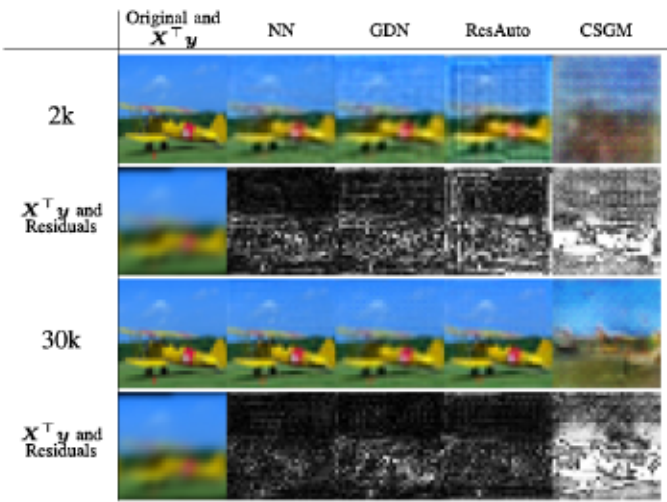 Original and
X⊤y NN GDN ResAuto CSGM
2k
X⊤y and
Residuals
30k
X⊤y and
Residuals